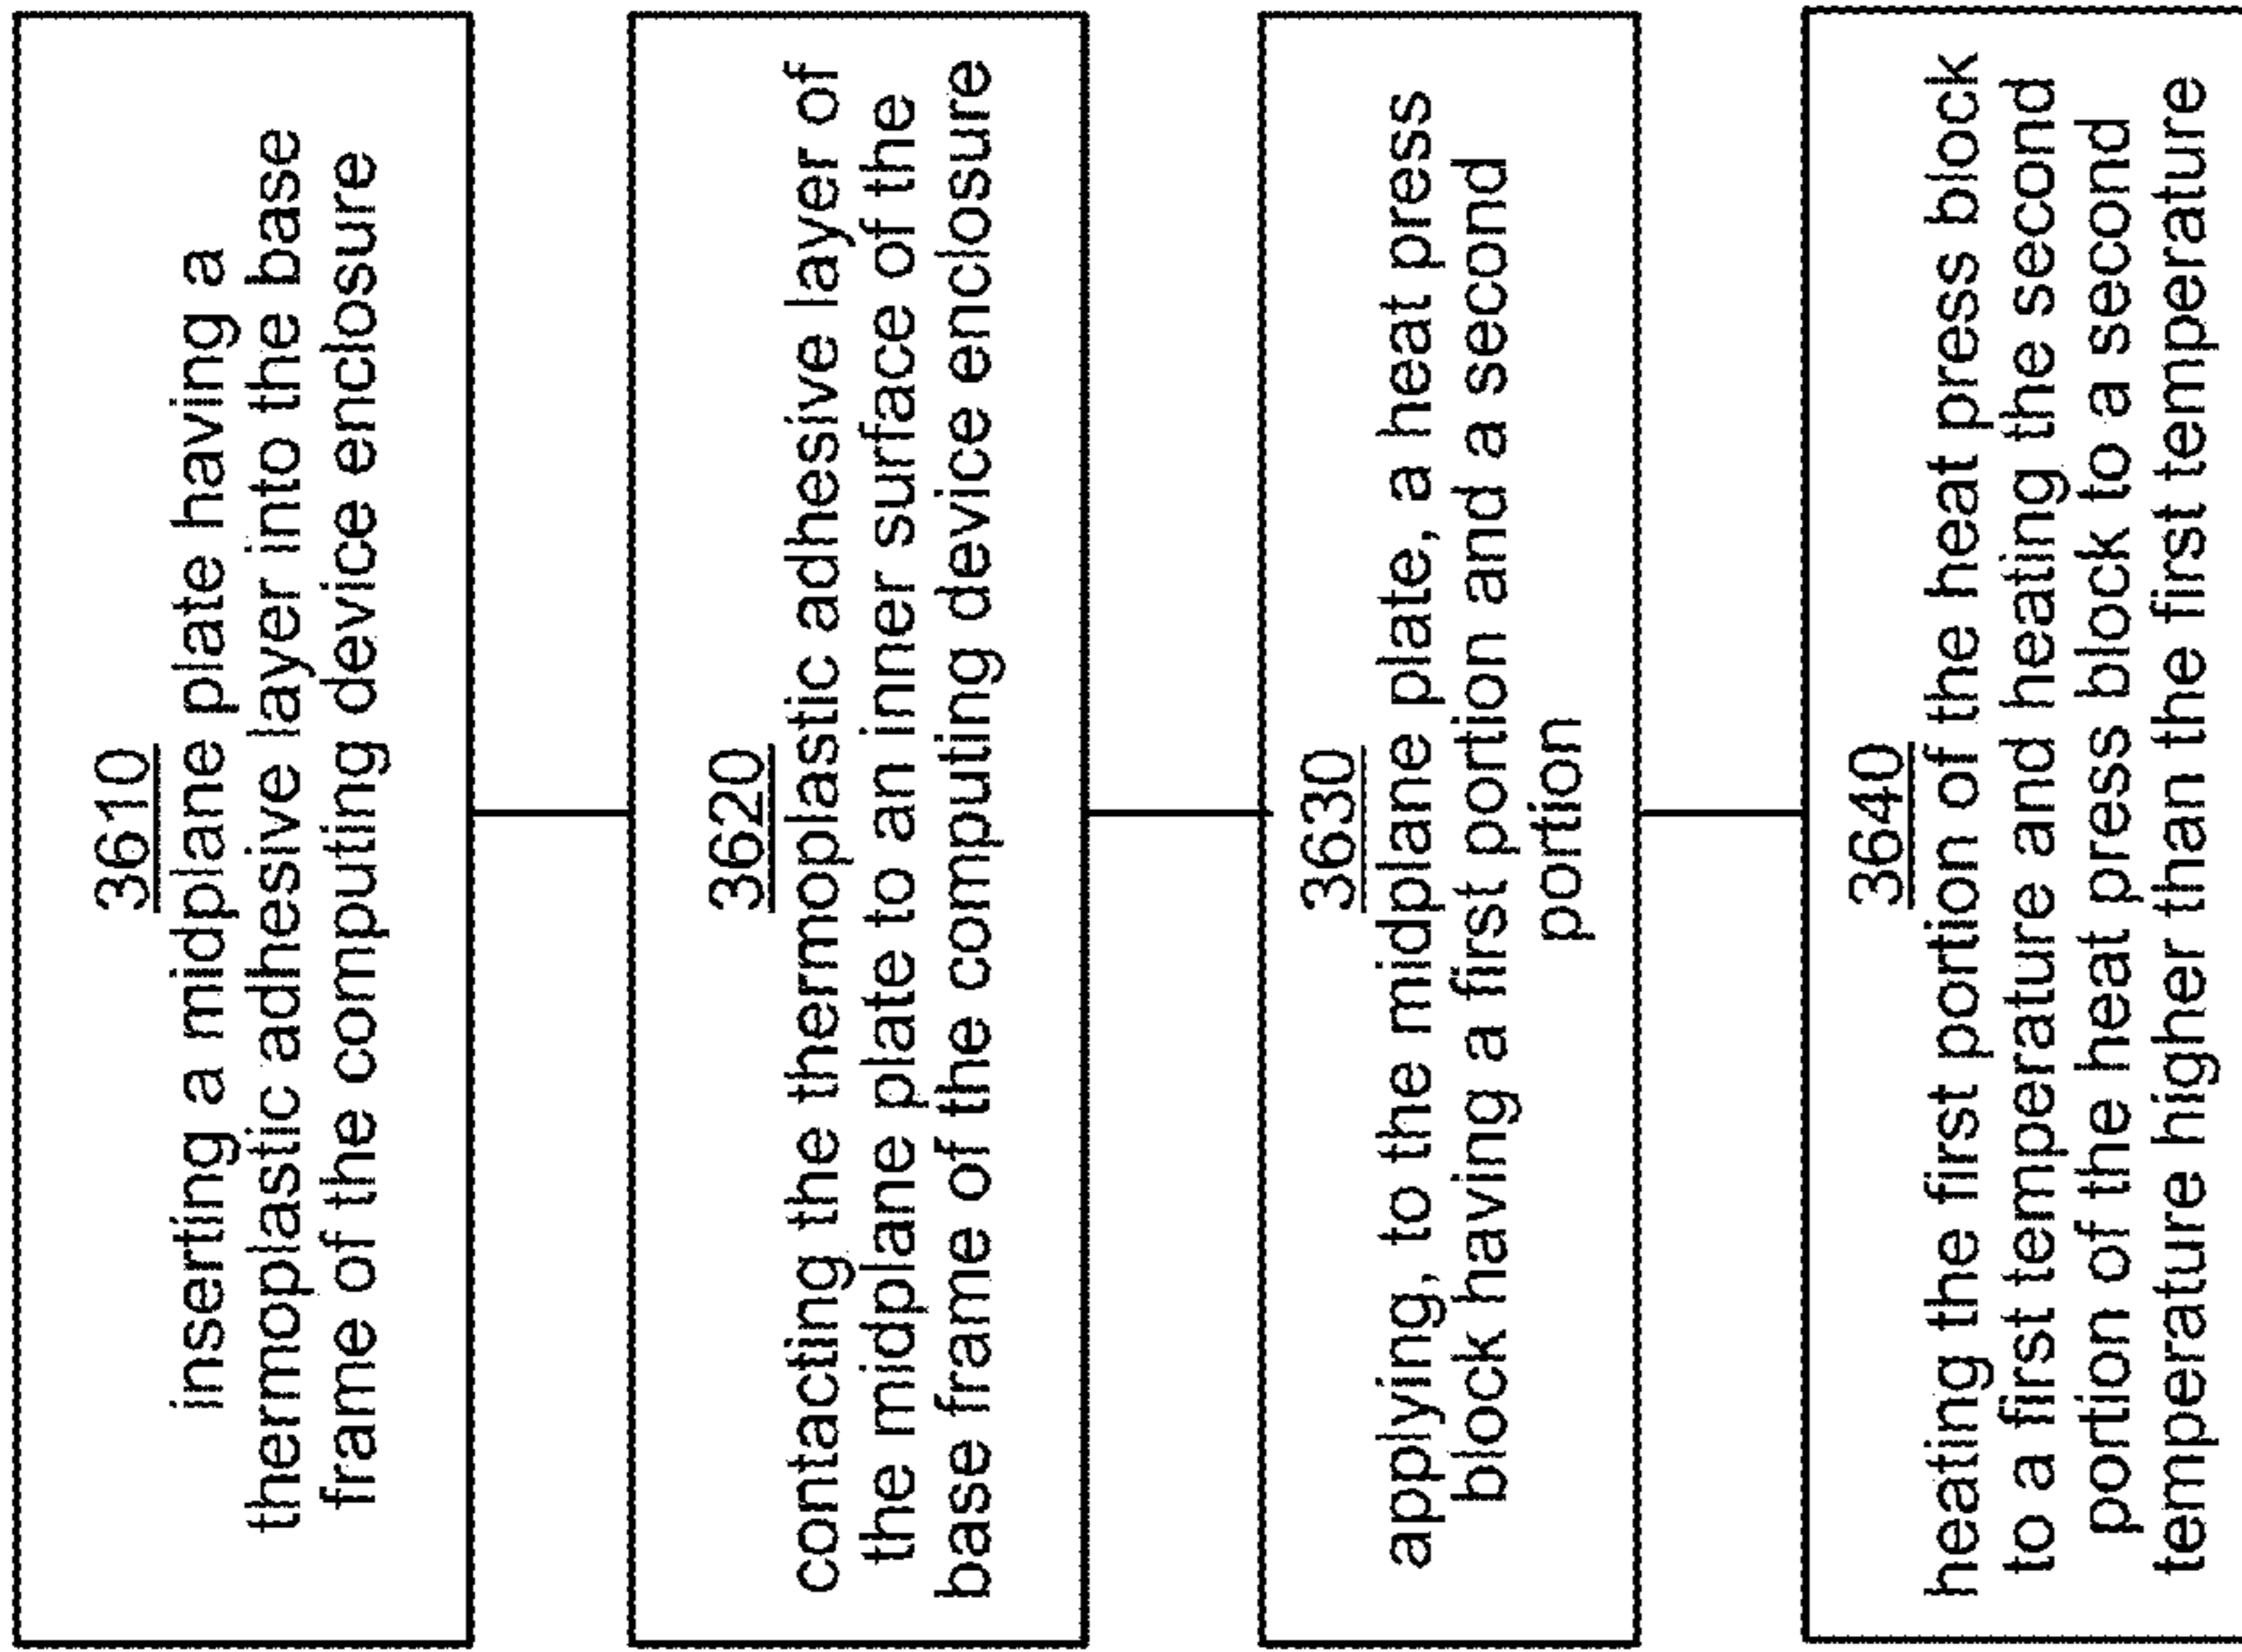 3610
inserting a midplane plate having a
thermoplastic adhesive layer into the base
frame of the computing device enclosure
3620
contacting the thermoplastic adhesive layer of
the midplane plate to an inner surface of the
base frame of the computing device enclosure
3630
applying, to the midplane plate, a heat press
block having a first portion and a second
portion
3640
heating the first portion of the heat press block
to a first temperature and heating the second
portion of the heat press block to a second
temperature higher than the first temperature